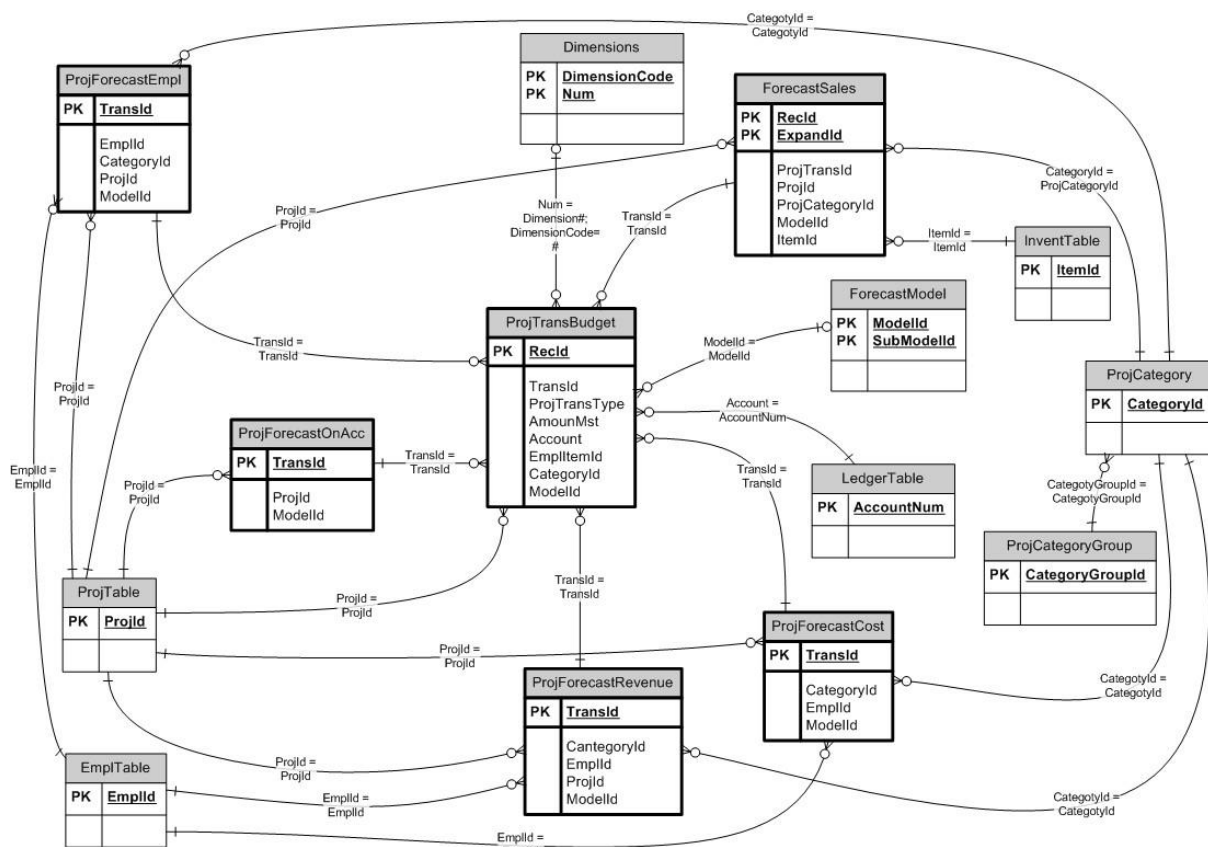 CategotyId =
CategotyId
ProjForecastEmpl
PK TransId
EmplId
CategoryId
ProjId
ModelId
Dimensions
PK DimensionCode
PK Num
ForecastSales
PK RecId
PK ExpandId
ProjTransId
ProjId
ProjCategoryId
ModelId
ItemId
CategoryId =
ProjCategoryId
ProjId =
ProjId
Num =
Dimension#;
DimensionCode=
#
TransId =
TransId
ItemId =
ItemId
InventTable
PK ItemId
ForecastModel
PK ModelId
PK SubModelId
ProjTransBudget
PK RecId
TransId
ProjTransType
AmounMst
Account
EmplItemId
CategoryId
ModelId
TransId =
TransId
ModelId =
ModelId
ProjCategory
PK CategoryId
ProjId =
ProjId
Account =
AccountNum
ProjForecastOnAcc
PK TransId
ProjId
ModelId
TransId =
TransId
EmplId =
EmplId
ProjId =
ProjId
TransId =
TransId
LedgerTable
PK AccountNum
CategotyGroupId =
CategotyGroupId
ProjCategoryGroup
PK CategoryGroupId
ProjTable
PK ProjId
TransId =
TransId
ProjId =
ProjId
ProjForecastCost
PK TransId
CategoryId
EmplId
ModelId
ProjId =
ProjId
ProjForecastRevenue
PK TransId
CantegoryId
EmplId
ProjId
ModelId
CategotyId =
CategotyId
EmplTable
PK EmplId
ProjId =
ProjId
EmplId =
EmplId
CategotyId =
CategotyId
EmplId =